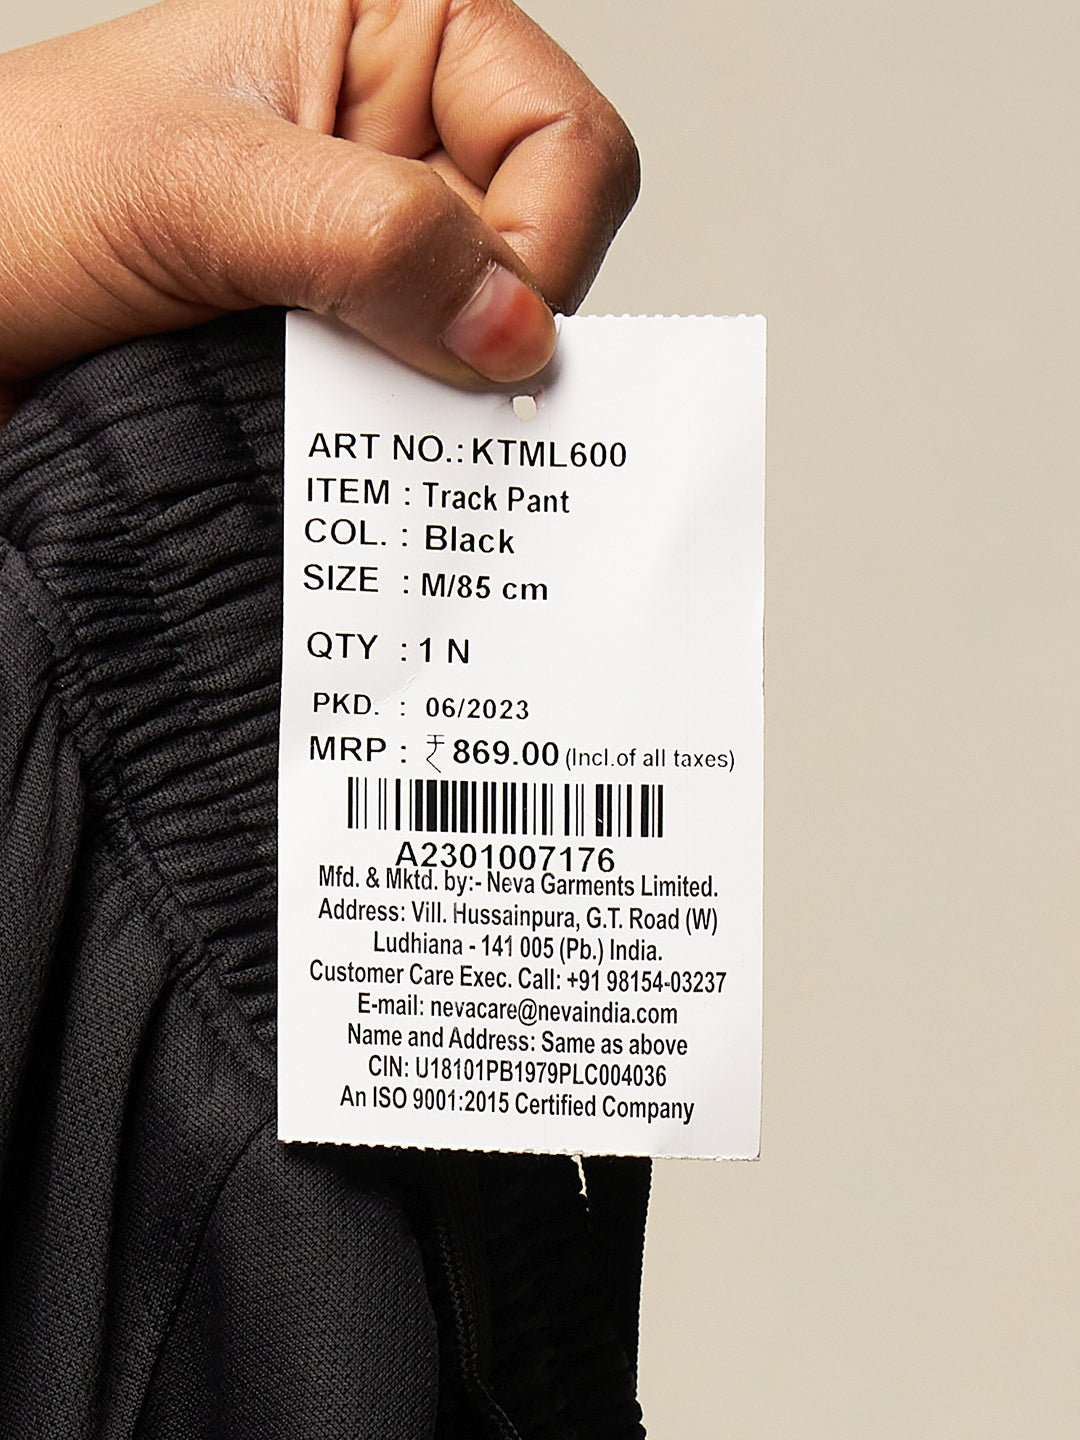 ART NO.: KTML600
ITEM : Track Pant
COL. : Black
SIZE : M/85 cm
QTY : 1 N
PKD. : 06/2023
MRP : ₹ 869.00 (Incl.of all taxes)
A2301007176
Mfd. & Mktd. by:- Neva Garments Limited.
Address: Vill. Hussainpura, G.T. Road (W)
Ludhiana - 141 005 (Pb.) India.
Customer Care Exec. Call: +91 98154-03237
E-mail: nevacare@nevaindia.com
Name and Address: Same as above
CIN: U18101PB1979PLC004036
An ISO 9001:2015 Certified Company